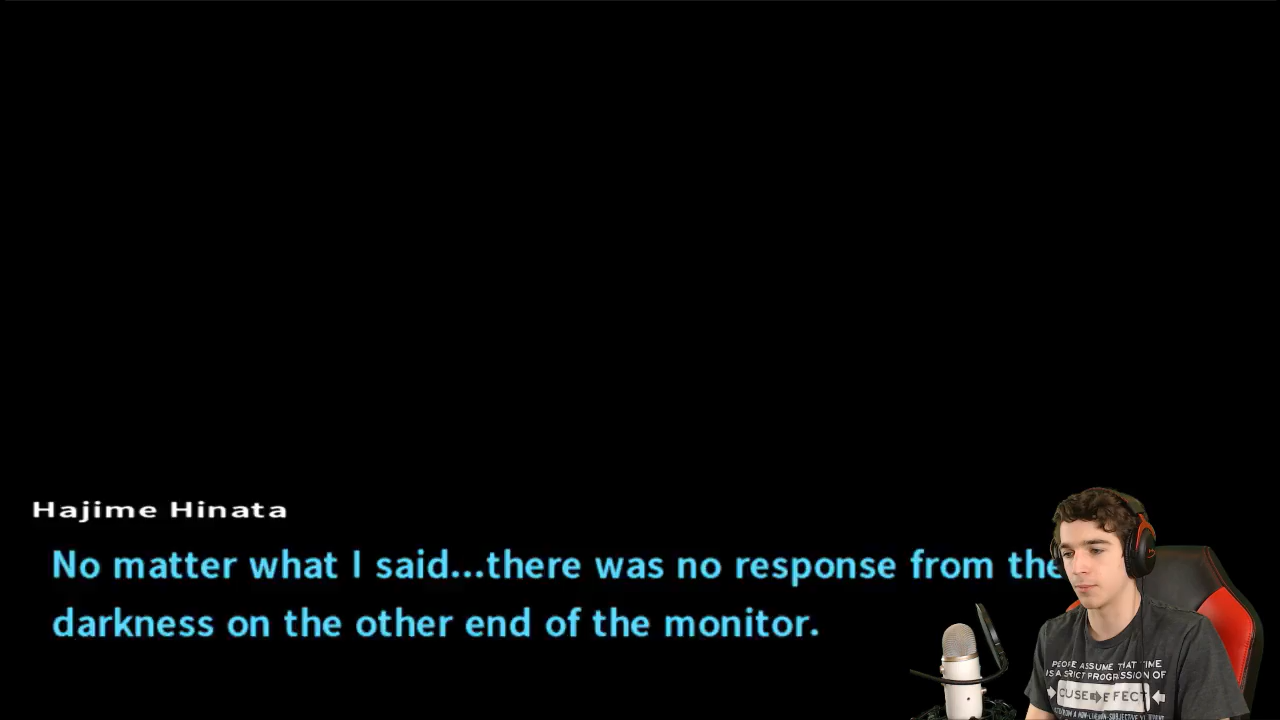 Hajime Hinata
No matter what I said...there was no response from the
darkness on the other end of the monitor.
PEOPLE ASSUME THAT TIME
IS A STRICT PROGRESSION OF
CAUSE EFFECT